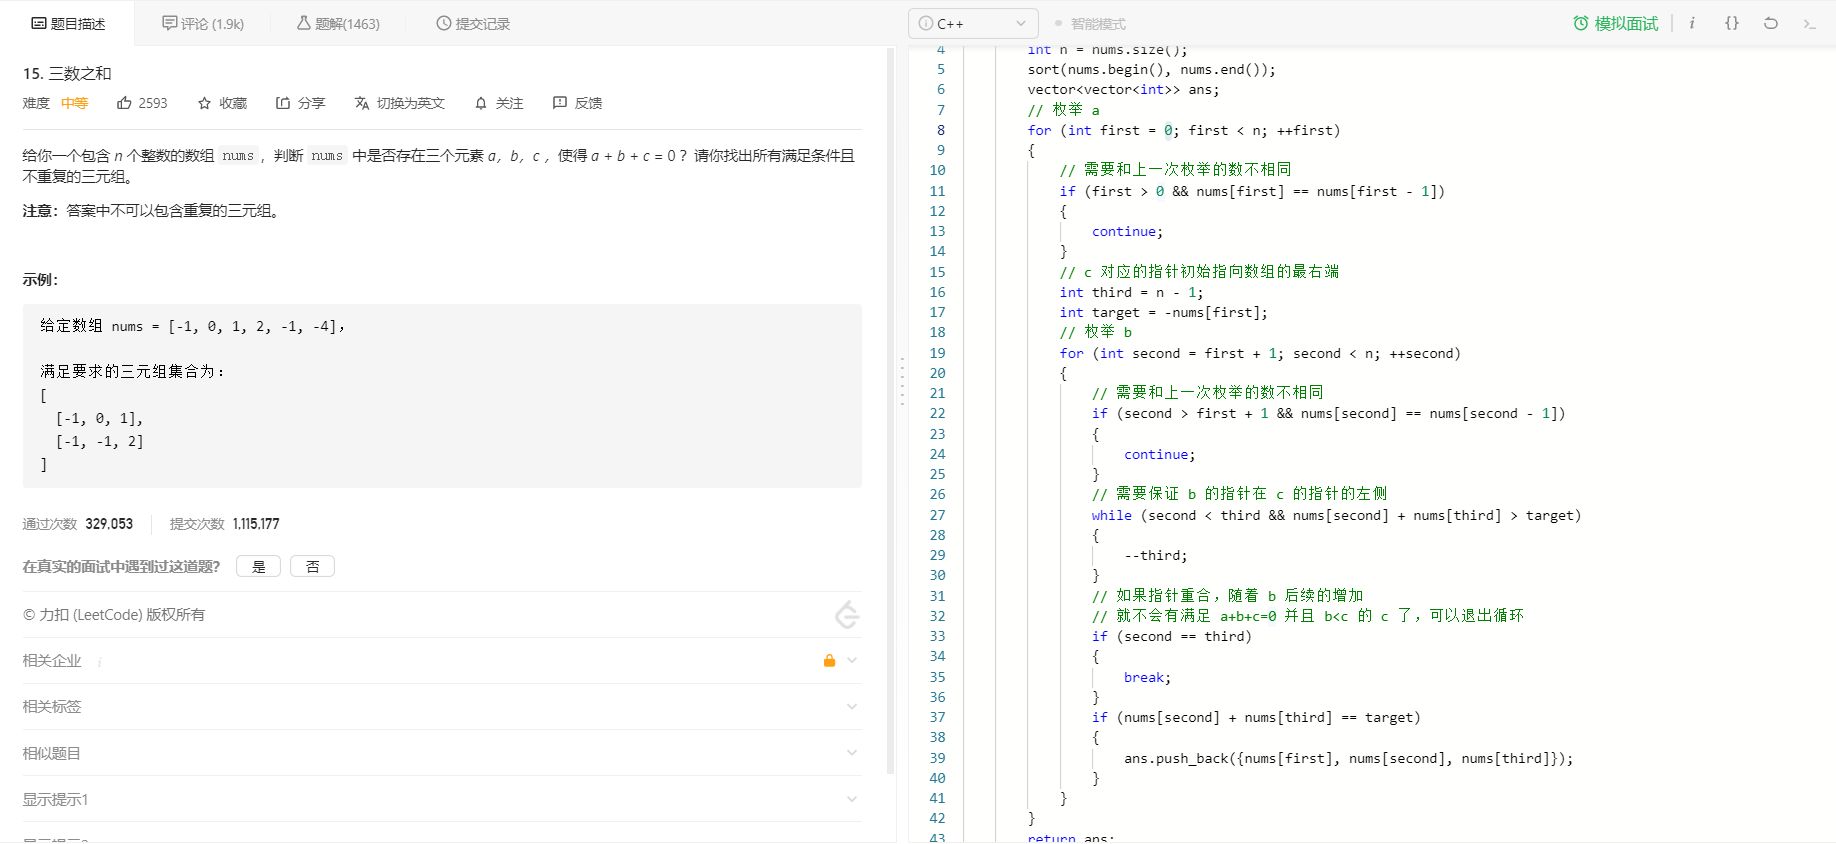 题目描述
评论 (1.9k)
题解(1463)
提交记录
15. 三数之和
难度 中等 2593 收藏 分享 切换为英文 关注 反馈
给你一个包含 n 个整数的数组 nums，判断 nums 中是否存在三个元素 a，b，c ，使得 a + b + c = 0 ？请你找出所有满足条件且
不重复的三元组。
注意：答案中不可以包含重复的三元组。
示例：
给定数组 nums = [-1, 0, 1, 2, -1, -4]，
满足要求的三元组集合为：
[
[-1, 0, 1],
[-1, -1, 2]
]
通过次数 329,053 提交次数 1,115,177
在真实的面试中遇到过这道题？ 是 否
© 力扣 (LeetCode) 版权所有
相关企业 i
相关标签
相似题目
显示提示1
C++ 智能模式 模拟面试 i {} >_
4 int n = nums.size();
5 sort(nums.begin(), nums.end());
6 vector<vector<int>> ans;
7 // 枚举 a
8 for (int first = 0; first < n; ++first)
9 {
10 // 需要和上一次枚举的数不相同
11 if (first > 0 && nums[first] == nums[first - 1])
12 {
13 continue;
14 }
15 // c 对应的指针初始指向数组的最右端
16 int third = n - 1;
17 int target = -nums[first];
18 // 枚举 b
19 for (int second = first + 1; second < n; ++second)
20 {
21 // 需要和上一次枚举的数不相同
22 if (second > first + 1 && nums[second] == nums[second - 1])
23 {
24 continue;
25 }
26 // 需要保证 b 的指针在 c 的指针的左侧
27 while (second < third && nums[second] + nums[third] > target)
28 {
29 --third;
30 }
31 // 如果指针重合，随着 b 后续的增加
32 // 就不会有满足 a+b+c=0 并且 b<c 的 c 了，可以退出循环
33 if (second == third)
34 {
35 break;
36 }
37 if (nums[second] + nums[third] == target)
38 {
39 ans.push_back({nums[first], nums[second], nums[third]});
40 }
41 }
42 }
43 return ans;